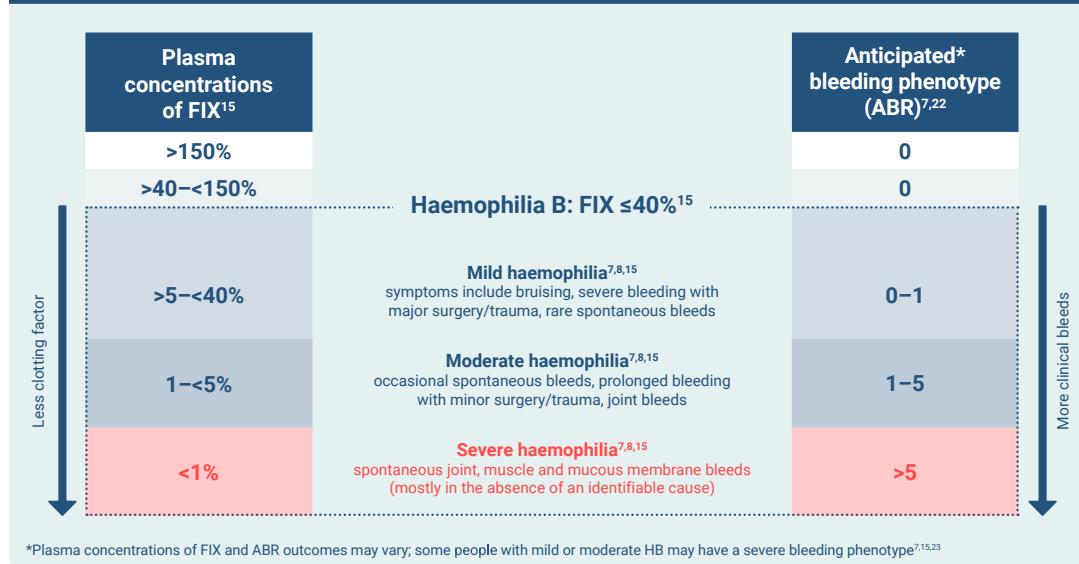 Plasma
concentrations
of FIX15
Anticipated*
bleeding phenotype
(ABR)7,22
>150%
0
>40–<150%
0
Haemophilia B: FIX ≤40%15
Less clotting factor
More clinical bleeds
>5–<40%
Mild haemophilia7,8,15
symptoms include bruising, severe bleeding with
major surgery/trauma, rare spontaneous bleeds
0–1
1–<5%
Moderate haemophilia7,8,15
occasional spontaneous bleeds, prolonged bleeding
with minor surgery/trauma, joint bleeds
1–5
<1%
Severe haemophilia7,8,15
spontaneous joint, muscle and mucous membrane bleeds
(mostly in the absence of an identifiable cause)
>5
*Plasma concentrations of FIX and ABR outcomes may vary; some people with mild or moderate HB may have a severe bleeding phenotype7,15,23